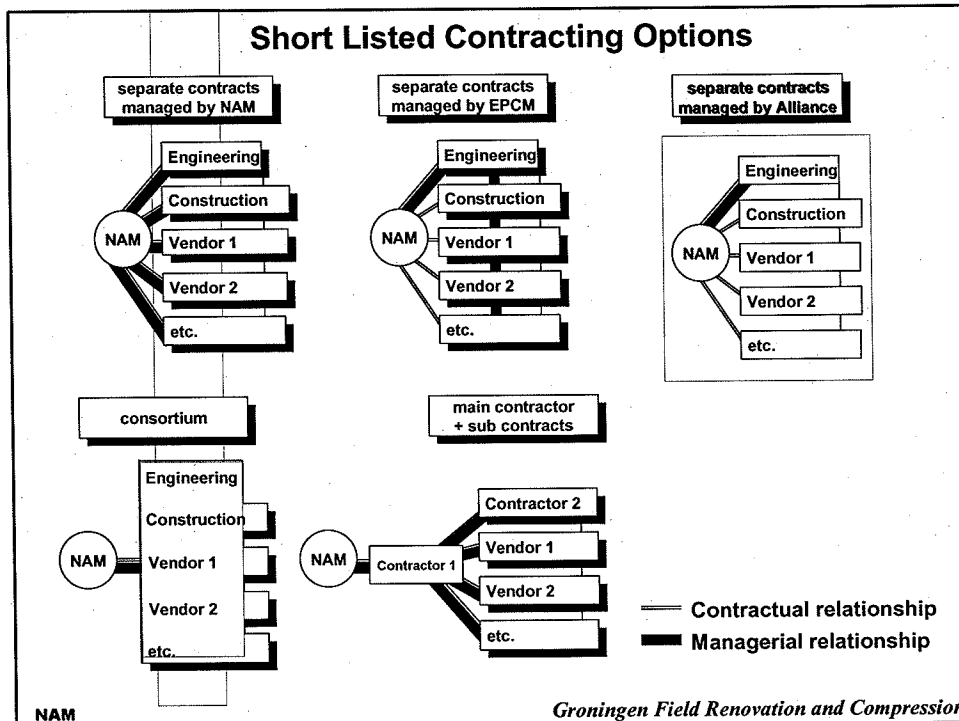 Short Listed Contracting Options
separate contracts
managed by NAM
Engineering
Construction
NAM
Vendor 1
Vendor 2
etc.
separate contracts
managed by EPCM
Engineering
Construction
NAM
Vendor 1
Vendor 2
etc.
separate contracts
managed by Alliance
Engineering
Construction
NAM
Vendor 1
Vendor 2
etc.
consortium
Engineering
Construction
NAM
Vendor 1
Vendor 2
etc.
main contractor
+ sub contracts
NAM
Contractor 1
Contractor 2
Vendor 1
Vendor 2
etc.
Contractual relationship
Managerial relationship
NAM
Groningen Field Renovation and Compression